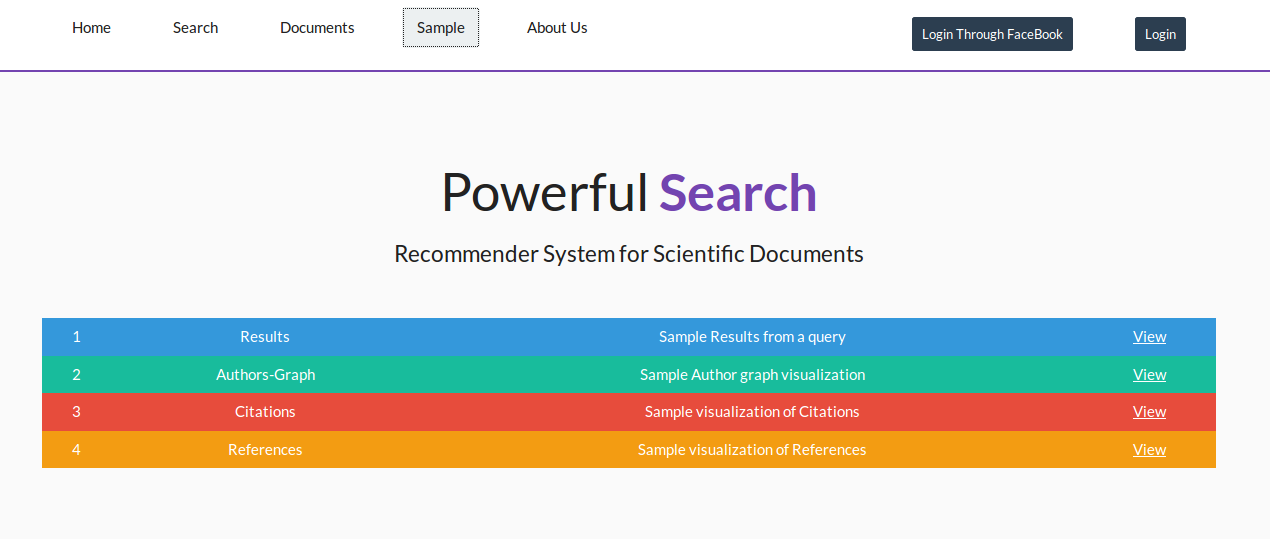 Home Search Documents Sample About Us Login Through FaceBook Login
Powerful Search
Recommender System for Scientific Documents
1 Results Sample Results from a query View
2 Authors-Graph Sample Author graph visualization View
3 Citations Sample visualization of Citations View
4 References Sample visualization of References View